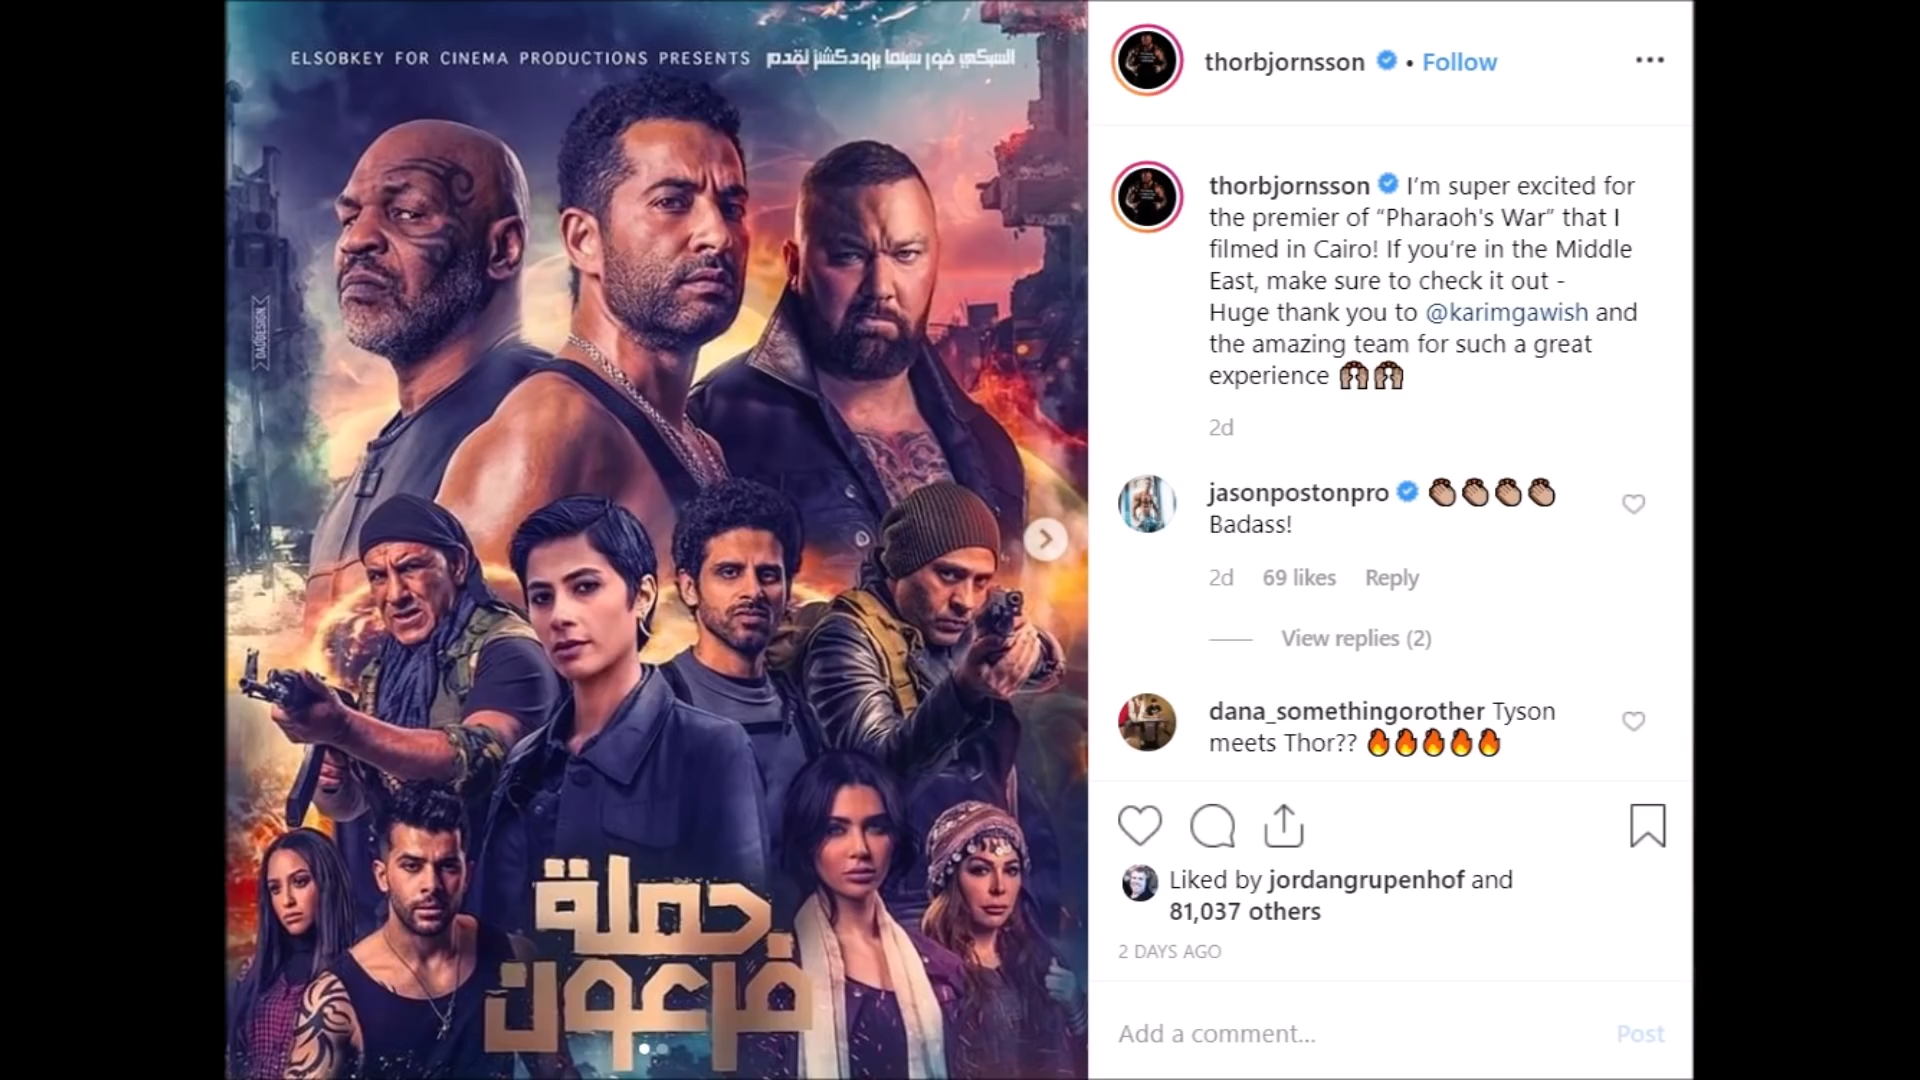 ELSOBKEY FOR CINEMA PRODUCTIONS PRESENTS السبكي فور سينما برودكشنز تقدم
DAQDESIGN
حملة
فرعون
thorbjornsson • Follow
thorbjornsson I'm super excited for
the premier of “Pharaoh's War” that I
filmed in Cairo! If you're in the Middle
East, make sure to check it out -
Huge thank you to @karimgawish and
the amazing team for such a great
experience 🙌🙌
2d
jasonpostonpro 👏👏👏👏
Badass!
2d 69 likes Reply
View replies (2)
dana_somethingorother Tyson
meets Thor?? 🔥🔥🔥🔥🔥
Liked by jordangrupenhof and
81,037 others
2 DAYS AGO
Add a comment... Post